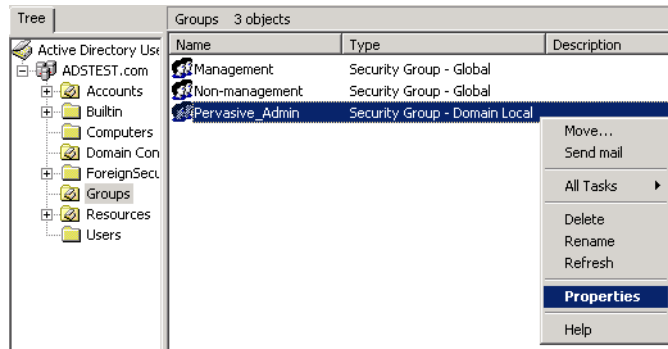 Tree
Groups 3 objects
Active Directory Use
ADSTEST.com
Accounts
Builtin
Computers
Domain Con
ForeignSecu
Groups
Resources
Users
Name Type Description
Management Security Group - Global
Non-management Security Group - Global
Pervasive_Admin Security Group - Domain Local
Move...
Send mail
All Tasks
Delete
Rename
Refresh
Properties
Help